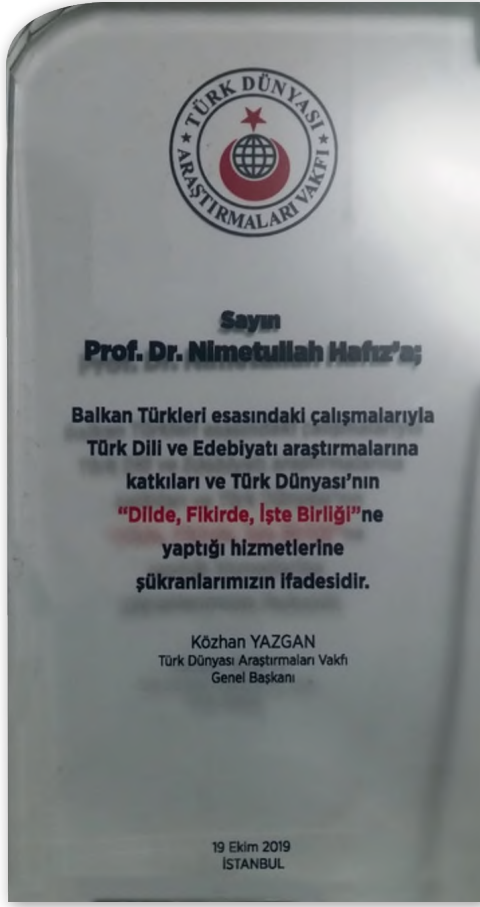 TÜRK DÜNYASI
ARAŞTIRMALARI VAKFI
Sayın
Prof. Dr. Nimetullah Hafız'a;
Balkan Türkleri esasındaki çalışmalarıyla
Türk Dili ve Edebiyatı araştırmalarına
katkıları ve Türk Dünyası'nın
“Dilde, Fikirde, İşte Birliği”ne
yaptığı hizmetlerine
şükranlarımızın ifadesidir.
Közhan YAZGAN
Türk Dünyası Araştırmaları Vakfı
Genel Başkanı
19 Ekim 2019
İSTANBUL